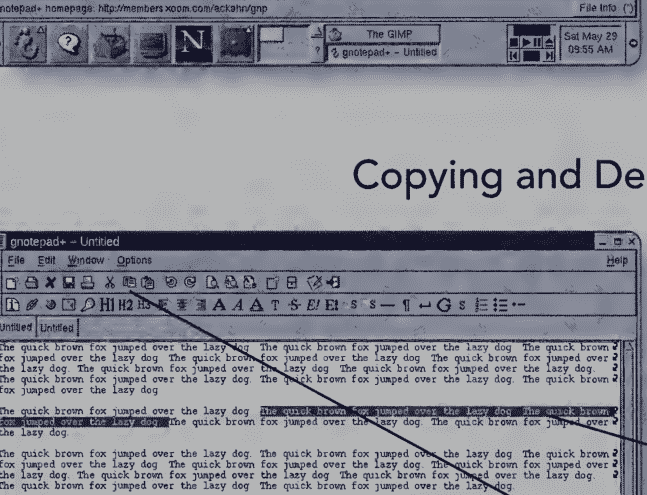 notepad+ homepage: http://members.xoom.com/ackahn/gnp File Info
The GIMP
gnotepad+ - Untitled
Sat May 29
09:55 AM
Copying and De
gnotepad+ - Untitled
File Edit Window Options Help
H1 H2 H3 A A A T S E! E! S S ¶ G S
Untitled Untitled
The quick brown fox jumped over the lazy dog The quick brown fox jumped over the lazy dog The quick brown
fox jumped over the lazy dog The quick brown fox jumped over the lazy dog The quick brown fox jumped over
the lazy dog. The quick brown fox jumped over the lazy dog The quick brown fox jumped over the lazy dog.
The quick brown fox jumped over the lazy dog. The quick brown fox jumped over the lazy dog. The quick brown
fox jumped over the lazy dog
The quick brown fox jumped over the lazy dog The quick brown fox jumped over the lazy dog The quick brown
fox jumped over the lazy dog The quick brown fox jumped over the lazy dog. The quick brown fox jumped over
the lazy dog.
The quick brown fox jumped over the lazy dog. The quick brown fox jumped over the lazy dog The quick brown
fox jumped over the lazy dog The quick brown fox jumped over the lazy dog. The quick brown fox jumped over
the lazy dog The quick brown fox jumped over the lazy dog The quick brown fox jumped over the lazy dog.
The quick brown fox jumped over the lazy dog. The quick brown fox jumped over the lazy dog.